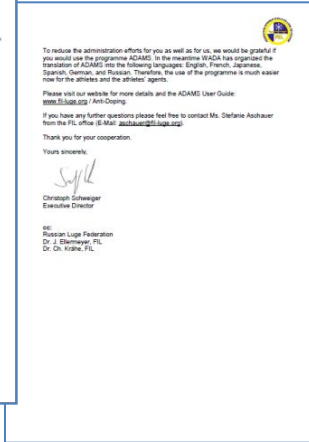 To reduce the administration efforts for you as well as for us, we would be grateful if
you would use the programme ADAMS. In the meantime WADA has organized the
translation of ADAMS into the following languages: English, French, Japanese,
Spanish, German, and Russian. Therefore, the use of the programme is much easier
now for the athletes and the athletes' agents.
Please visit our website for more details and the ADAMS User Guide:
www.fil-luge.org / Anti-Doping.
If you have any further questions please feel free to contact Ms. Stefanie Aschauer
from the FIL office (E-Mail: aschauer@fil-luge.org).
Thank you for your cooperation.
Yours sincerely,
Christoph Schweiger
Executive Director
cc:
Russian Luge Federation
Dr. J. Ellermeyer, FIL
Dr. Ch. Krähe, FIL